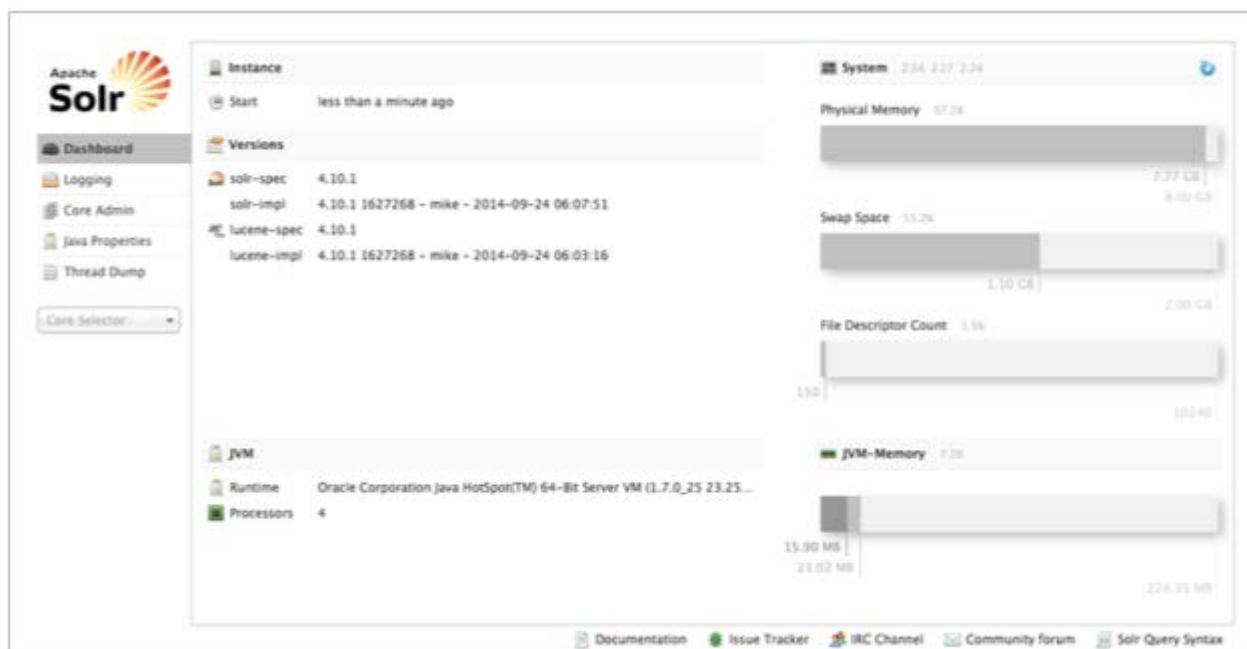 Apache
Solr
Dashboard
Logging
Core Admin
Java Properties
Thread Dump
Core Selector
Instance
Start less than a minute ago
Versions
solr-spec 4.10.1
solr-impl 4.10.1 1627268 - mike - 2014-09-24 06:07:51
lucene-spec 4.10.1
lucene-impl 4.10.1 1627268 - mike - 2014-09-24 06:03:16
JVM
Runtime Oracle Corporation Java HotSpot(TM) 64-Bit Server VM (1.7.0_25 23.25...
Processors 4
System
Physical Memory
7.77 GB
8.00 GB
Swap Space
1.10 GB
2.00 GB
File Descriptor Count
150
10240
JVM-Memory
15.90 MB
23.02 MB
Documentation Issue Tracker IRC Channel Community forum Solr Query Syntax